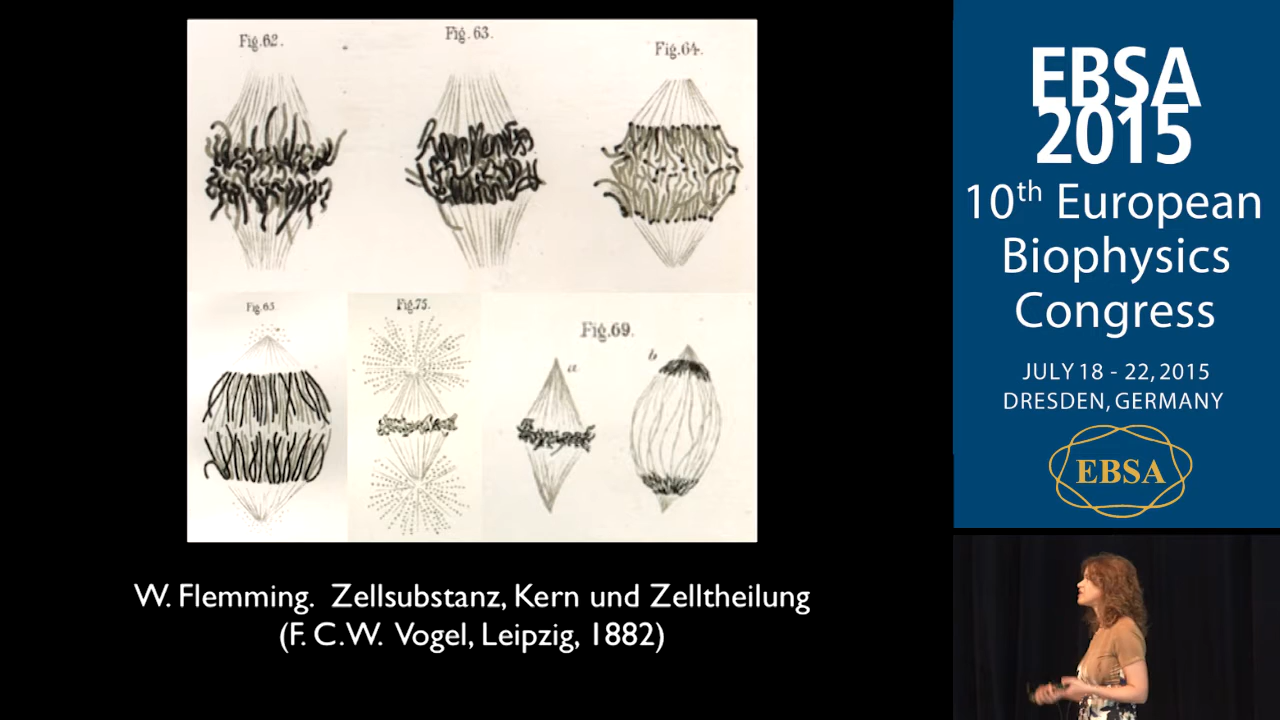 Fig.62.
Fig.63.
Fig.64.
Fig.65.
Fig.75.
Fig.69.
a
b
W. Flemming. Zellsubstanz, Kern und Zelltheilung
(F. C.W. Vogel, Leipzig, 1882)
EBSA
2015
10th European
Biophysics
Congress
JULY 18 - 22, 2015
DRESDEN, GERMANY
EBSA